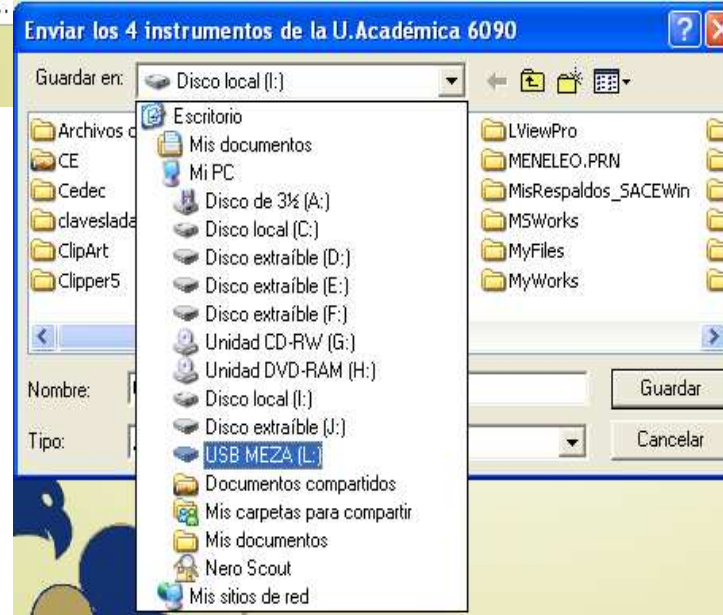 Enviar los 4 instrumentos de la U.Académica 6090
Guardar en: Disco local (I:)
Escritorio
Mis documentos
Mi PC
Disco de 3½ (A:)
Disco local (C:)
Disco extraíble (D:)
Disco extraíble (E:)
Disco extraíble (F:)
Unidad CD-RW (G:)
Unidad DVD-RAM (H:)
Disco local (I:)
Disco extraíble (J:)
USB MEZA (L:)
Documentos compartidos
Mis carpetas para compartir
Mis documentos
Nero Scout
Mis sitios de red
Archivos
CE
Cedec
claveslada
ClipArt
Clipper5
LViewPro
MENELEO.PRN
MisRespaldos_SACEWin
MSWorks
MyFiles
MyWorks
Nombre:
Guardar
Tipo:
Cancelar